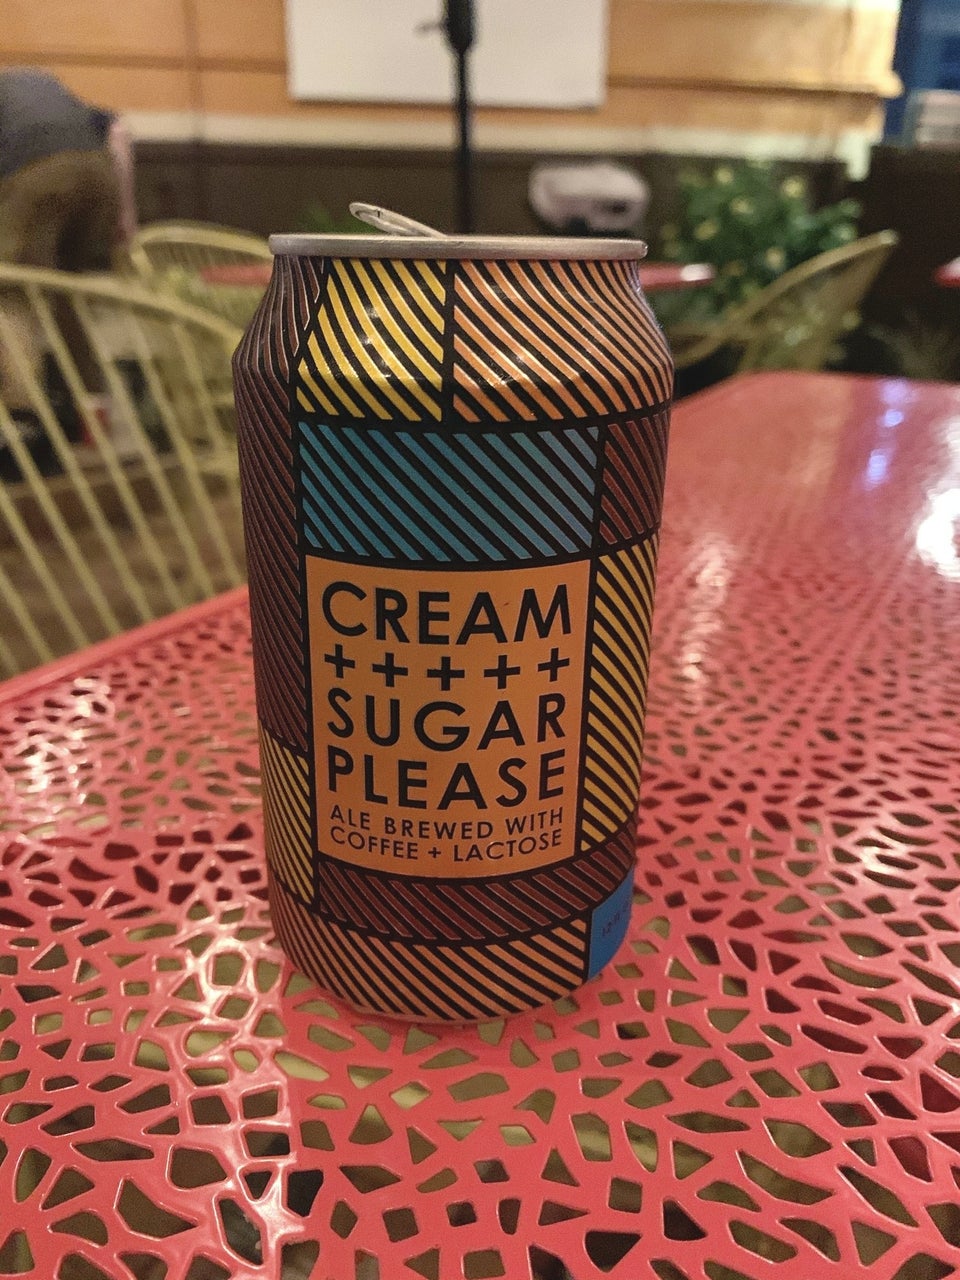 CREAM
+++++
SUGAR
PLEASE
ALE BREWED WITH
COFFEE + LACTOSE